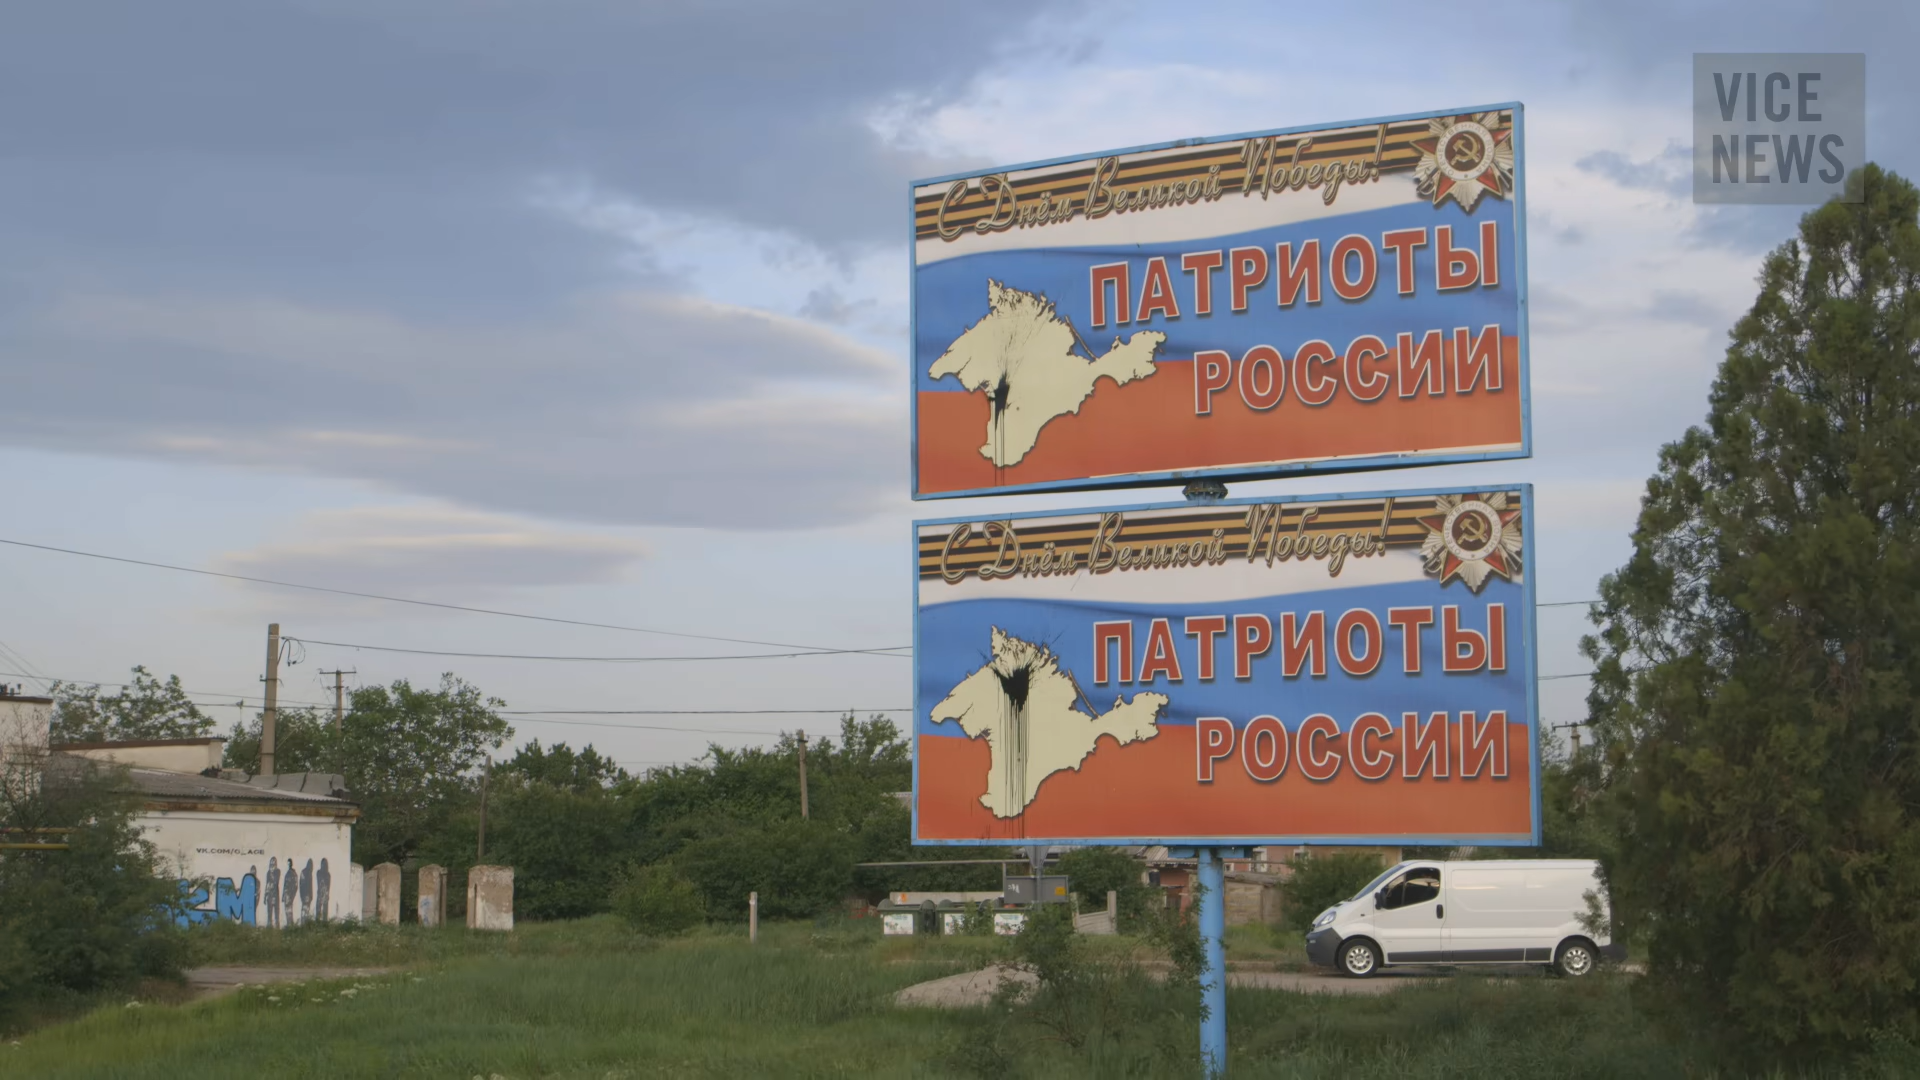 VICE
NEWS
С Днём Великой Победы!
ПАТРИОТЫ
РОССИИ
С Днём Великой Победы!
ПАТРИОТЫ
РОССИИ